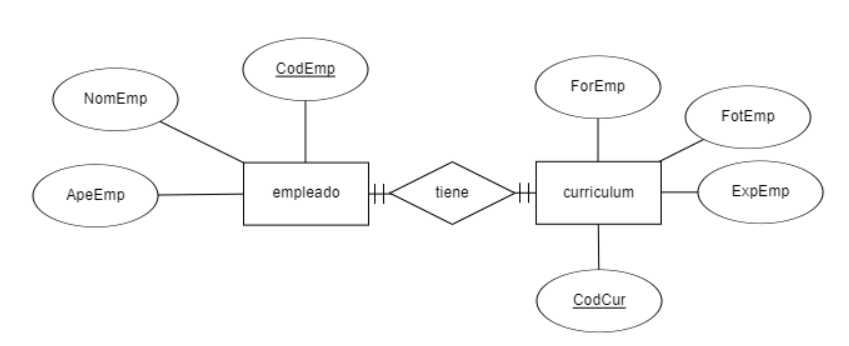 CodEmp
NomEmp
ApeEmp
empleado
tiene
ForEmp
FotEmp
curriculum
ExpEmp
CodCur